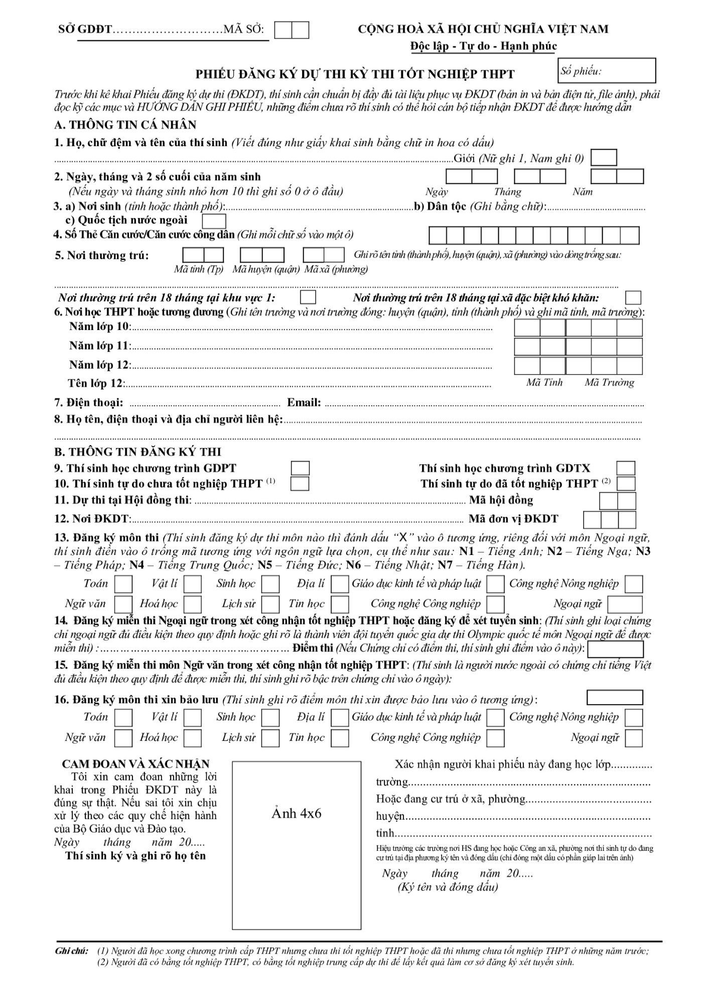 SỞ GDĐT…………………………MÃ SỞ:
CỘNG HOÀ XÃ HỘI CHỦ NGHĨA VIỆT NAM
Độc lập - Tự do - Hạnh phúc
PHIẾU ĐĂNG KÝ DỰ THI KỲ THI TỐT NGHIỆP THPT
Số phiếu:
Trước khi kê khai Phiếu đăng ký dự thi (ĐKDT), thí sinh cần chuẩn bị đầy đủ tài liệu phục vụ ĐKDT (bản in và bản điện tử, file ảnh), phải
đọc kỹ các mục và HƯỚNG DẪN GHI PHIẾU, những điểm chưa rõ thí sinh có thể hỏi cán bộ tiếp nhận ĐKDT để được hướng dẫn
A. THÔNG TIN CÁ NHÂN
1. Họ, chữ đệm và tên của thí sinh (Viết đúng như giấy khai sinh bằng chữ in hoa có dấu)
..........................................................................................Giới (Nữ ghi 1, Nam ghi 0)
2. Ngày, tháng và 2 số cuối của năm sinh
(Nếu ngày và tháng sinh nhỏ hơn 10 thì ghi số 0 ở ô đầu) Ngày Tháng Năm
3. a) Nơi sinh (tỉnh hoặc thành phố):..............................................b) Dân tộc (Ghi bằng chữ):..............................
c) Quốc tịch nước ngoài
4. Số Thẻ Căn cước/Căn cước công dân (Ghi mỗi chữ số vào một ô)
5. Nơi thường trú: Ghi rõ tên tỉnh (thành phố), huyện (quận), xã (phường) vào dòng trống sau:
Mã tỉnh (Tp) Mã huyện (quận) Mã xã (phường)
..........................................................................................
Nơi thường trú trên 18 tháng tại khu vực 1: Nơi thường trú trên 18 tháng tại xã đặc biệt khó khăn:
6. Nơi học THPT hoặc tương đương (Ghi tên trường và nơi trường đóng: huyện (quận), tỉnh (thành phố) và ghi mã tỉnh, mã trường):
Năm lớp 10:..........................................................................................
Năm lớp 11:..........................................................................................
Năm lớp 12:..........................................................................................
Tên lớp 12:.......................................................................................... Mã Tỉnh Mã Trường
7. Điện thoại: .................................................. Email: ..........................................................................................
8. Họ tên, điện thoại và địa chỉ người liên hệ:..........................................................................................
..........................................................................................
B. THÔNG TIN ĐĂNG KÝ THI
9. Thí sinh học chương trình GDPT Thí sinh học chương trình GDTX
10. Thí sinh tự do chưa tốt nghiệp THPT (1) Thí sinh tự do đã tốt nghiệp THPT (2)
11. Dự thi tại Hội đồng thi: .......................................................................... Mã hội đồng
12. Nơi ĐKDT:.......................................................................................... Mã đơn vị ĐKDT
13. Đăng ký môn thi (Thí sinh đăng ký dự thi môn nào thì đánh dấu “X” vào ô tương ứng, riêng đối với môn Ngoại ngữ,
thí sinh điền vào ô trống mã tương ứng với ngôn ngữ lựa chọn, cụ thể như sau: N1 – Tiếng Anh; N2 – Tiếng Nga; N3
– Tiếng Pháp; N4 – Tiếng Trung Quốc; N5 – Tiếng Đức; N6 – Tiếng Nhật; N7 – Tiếng Hàn).
Toán Vật lí Sinh học Địa lí Giáo dục kinh tế và pháp luật Công nghệ Nông nghiệp
Ngữ văn Hoá học Lịch sử Tin học Công nghệ Công nghiệp Ngoại ngữ
14. Đăng ký miễn thi Ngoại ngữ trong xét công nhận tốt nghiệp THPT hoặc đăng ký để xét tuyển sinh: (Thí sinh ghi loại chứng
chỉ ngoại ngữ đủ điều kiện theo quy định hoặc ghi rõ là thành viên đội tuyển quốc gia dự thi Olympic quốc tế môn Ngoại ngữ để được
miễn thi) :………………………………………………… Điểm thi (Nếu Chứng chỉ có điểm thi, thí sinh ghi điểm vào ô này):
15. Đăng ký miễn thi môn Ngữ văn trong xét công nhận tốt nghiệp THPT: (Thí sinh là người nước ngoài có chứng chỉ tiếng Việt
đủ điều kiện theo quy định để được miễn thi, thí sinh ghi rõ bậc trên chứng chỉ vào ô ngày):
16. Đăng ký môn thi xin bảo lưu (Thí sinh ghi rõ điểm môn thi xin được bảo lưu vào ô tương ứng):
Toán Vật lí Sinh học Địa lí Giáo dục kinh tế và pháp luật Công nghệ Nông nghiệp
Ngữ văn Hoá học Lịch sử Tin học Công nghệ Công nghiệp Ngoại ngữ
CAM ĐOAN VÀ XÁC NHẬN
Tôi xin cam đoan những lời
khai trong Phiếu ĐKDT này là
đúng sự thật. Nếu sai tôi xin chịu
xử lý theo các quy chế hiện hành
của Bộ Giáo dục và Đào tạo.
Ngày tháng năm 20.....
Thí sinh ký và ghi rõ họ tên
Ảnh 4x6
Xác nhận người khai phiếu này đang học lớp..............
trường......................................................................
Hoặc đang cư trú ở xã, phường.....................................
huyện.......................................................................
tỉnh..........................................................................
Hiệu trưởng các trường nơi HS đang học hoặc Công an xã, phường nơi thí sinh tự do đang
cư trú tại địa phương ký tên và đóng dấu (chỉ đóng một dấu có phần giáp lai trên ảnh)
Ngày tháng năm 20.....
(Ký tên và đóng dấu)
Ghi chú: (1) Người đã học xong chương trình cấp THPT nhưng chưa thi tốt nghiệp THPT hoặc đã thi nhưng chưa tốt nghiệp THPT ở những năm trước;
(2) Người đã có bằng tốt nghiệp THPT, có bằng tốt nghiệp trung cấp dự thi để lấy kết quả làm cơ sở đăng ký xét tuyển sinh.